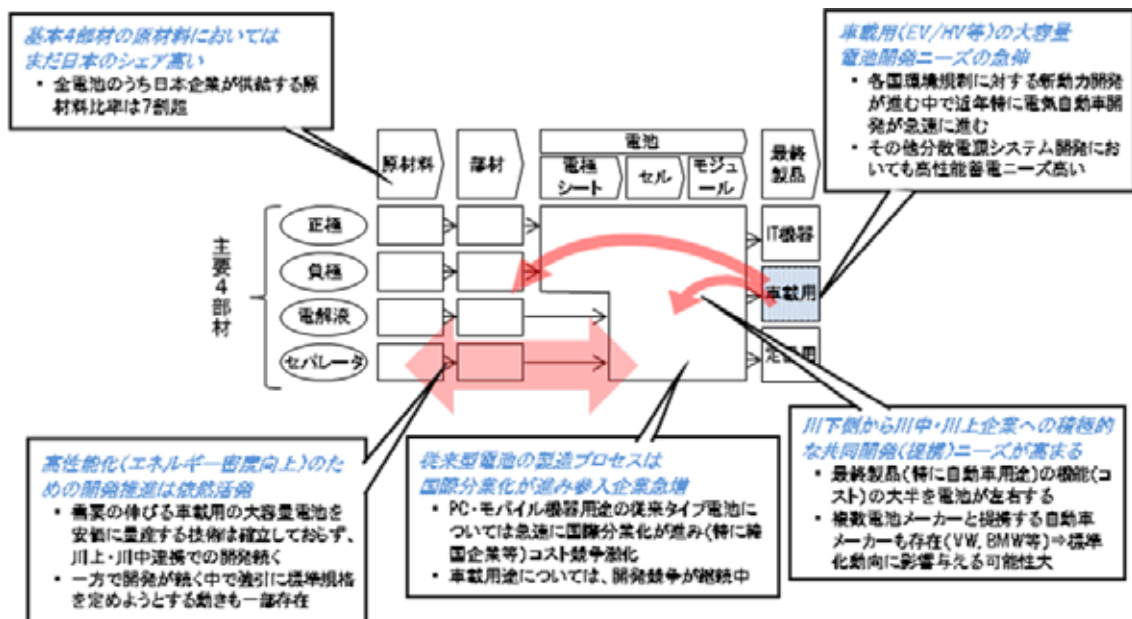 基本4部材の原材料においては
まだ日本のシェア高い
▪ 全電池のうち日本企業が供給する原
材料比率は7割超
車載用(EV/HV等)の大容量
電池開発ニーズの急伸
▪ 各国環境規制に対する新動力開発
が進む中で近年特に電気自動車開
発が急速に進む
▪ その他分散電源システム開発にお
いても高性能蓄電ニーズ高い
原材料
部材
電池
電極
シート
セル
モジュ
ール
最終
製品
主要4部材
正極
負極
電解液
セパレータ
IT機器
車載用
高性能化(エネルギー密度向上)のた
めの開発推進は依然活発
▪ 需要の伸びる車載用の大容量電池を
安価に量産する技術は確立しておらず、
川上・川中連携での開発続く
▪ 一方で開発が続く中で強引に標準規格
を定めようとする動きも一部存在
従来型電池の製造プロセスは
国際分業化が進み参入企業急増
▪ PC・モバイル機器用途の従来タイプ電池に
ついては急速に国際分業化が進み(特に韓
国企業等)コスト競争激化
▪ 車載用途については、開発競争が継続中
川下側から川中・川上企業への積極的
な共同開発(提携)ニーズが高まる
▪ 最終製品(特に自動車用途)の機能(コ
スト)の大半を電池が左右する
▪ 複数電池メーカーと提携する自動車
メーカーも存在(VW、BMW等)⇒標準
化動向に影響与える可能性大